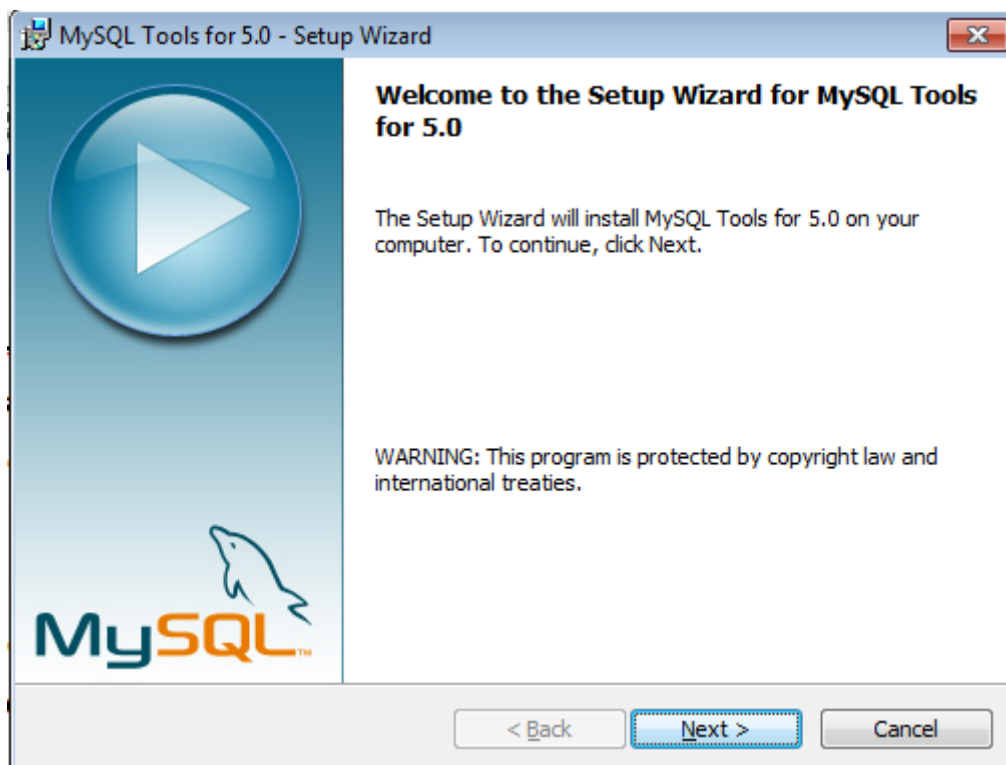 MySQL Tools for 5.0 - Setup Wizard
Welcome to the Setup Wizard for MySQL Tools
for 5.0
The Setup Wizard will install MySQL Tools for 5.0 on your
computer. To continue, click Next.
WARNING: This program is protected by copyright law and
international treaties.
MySQL TM
< Back
Next >
Cancel